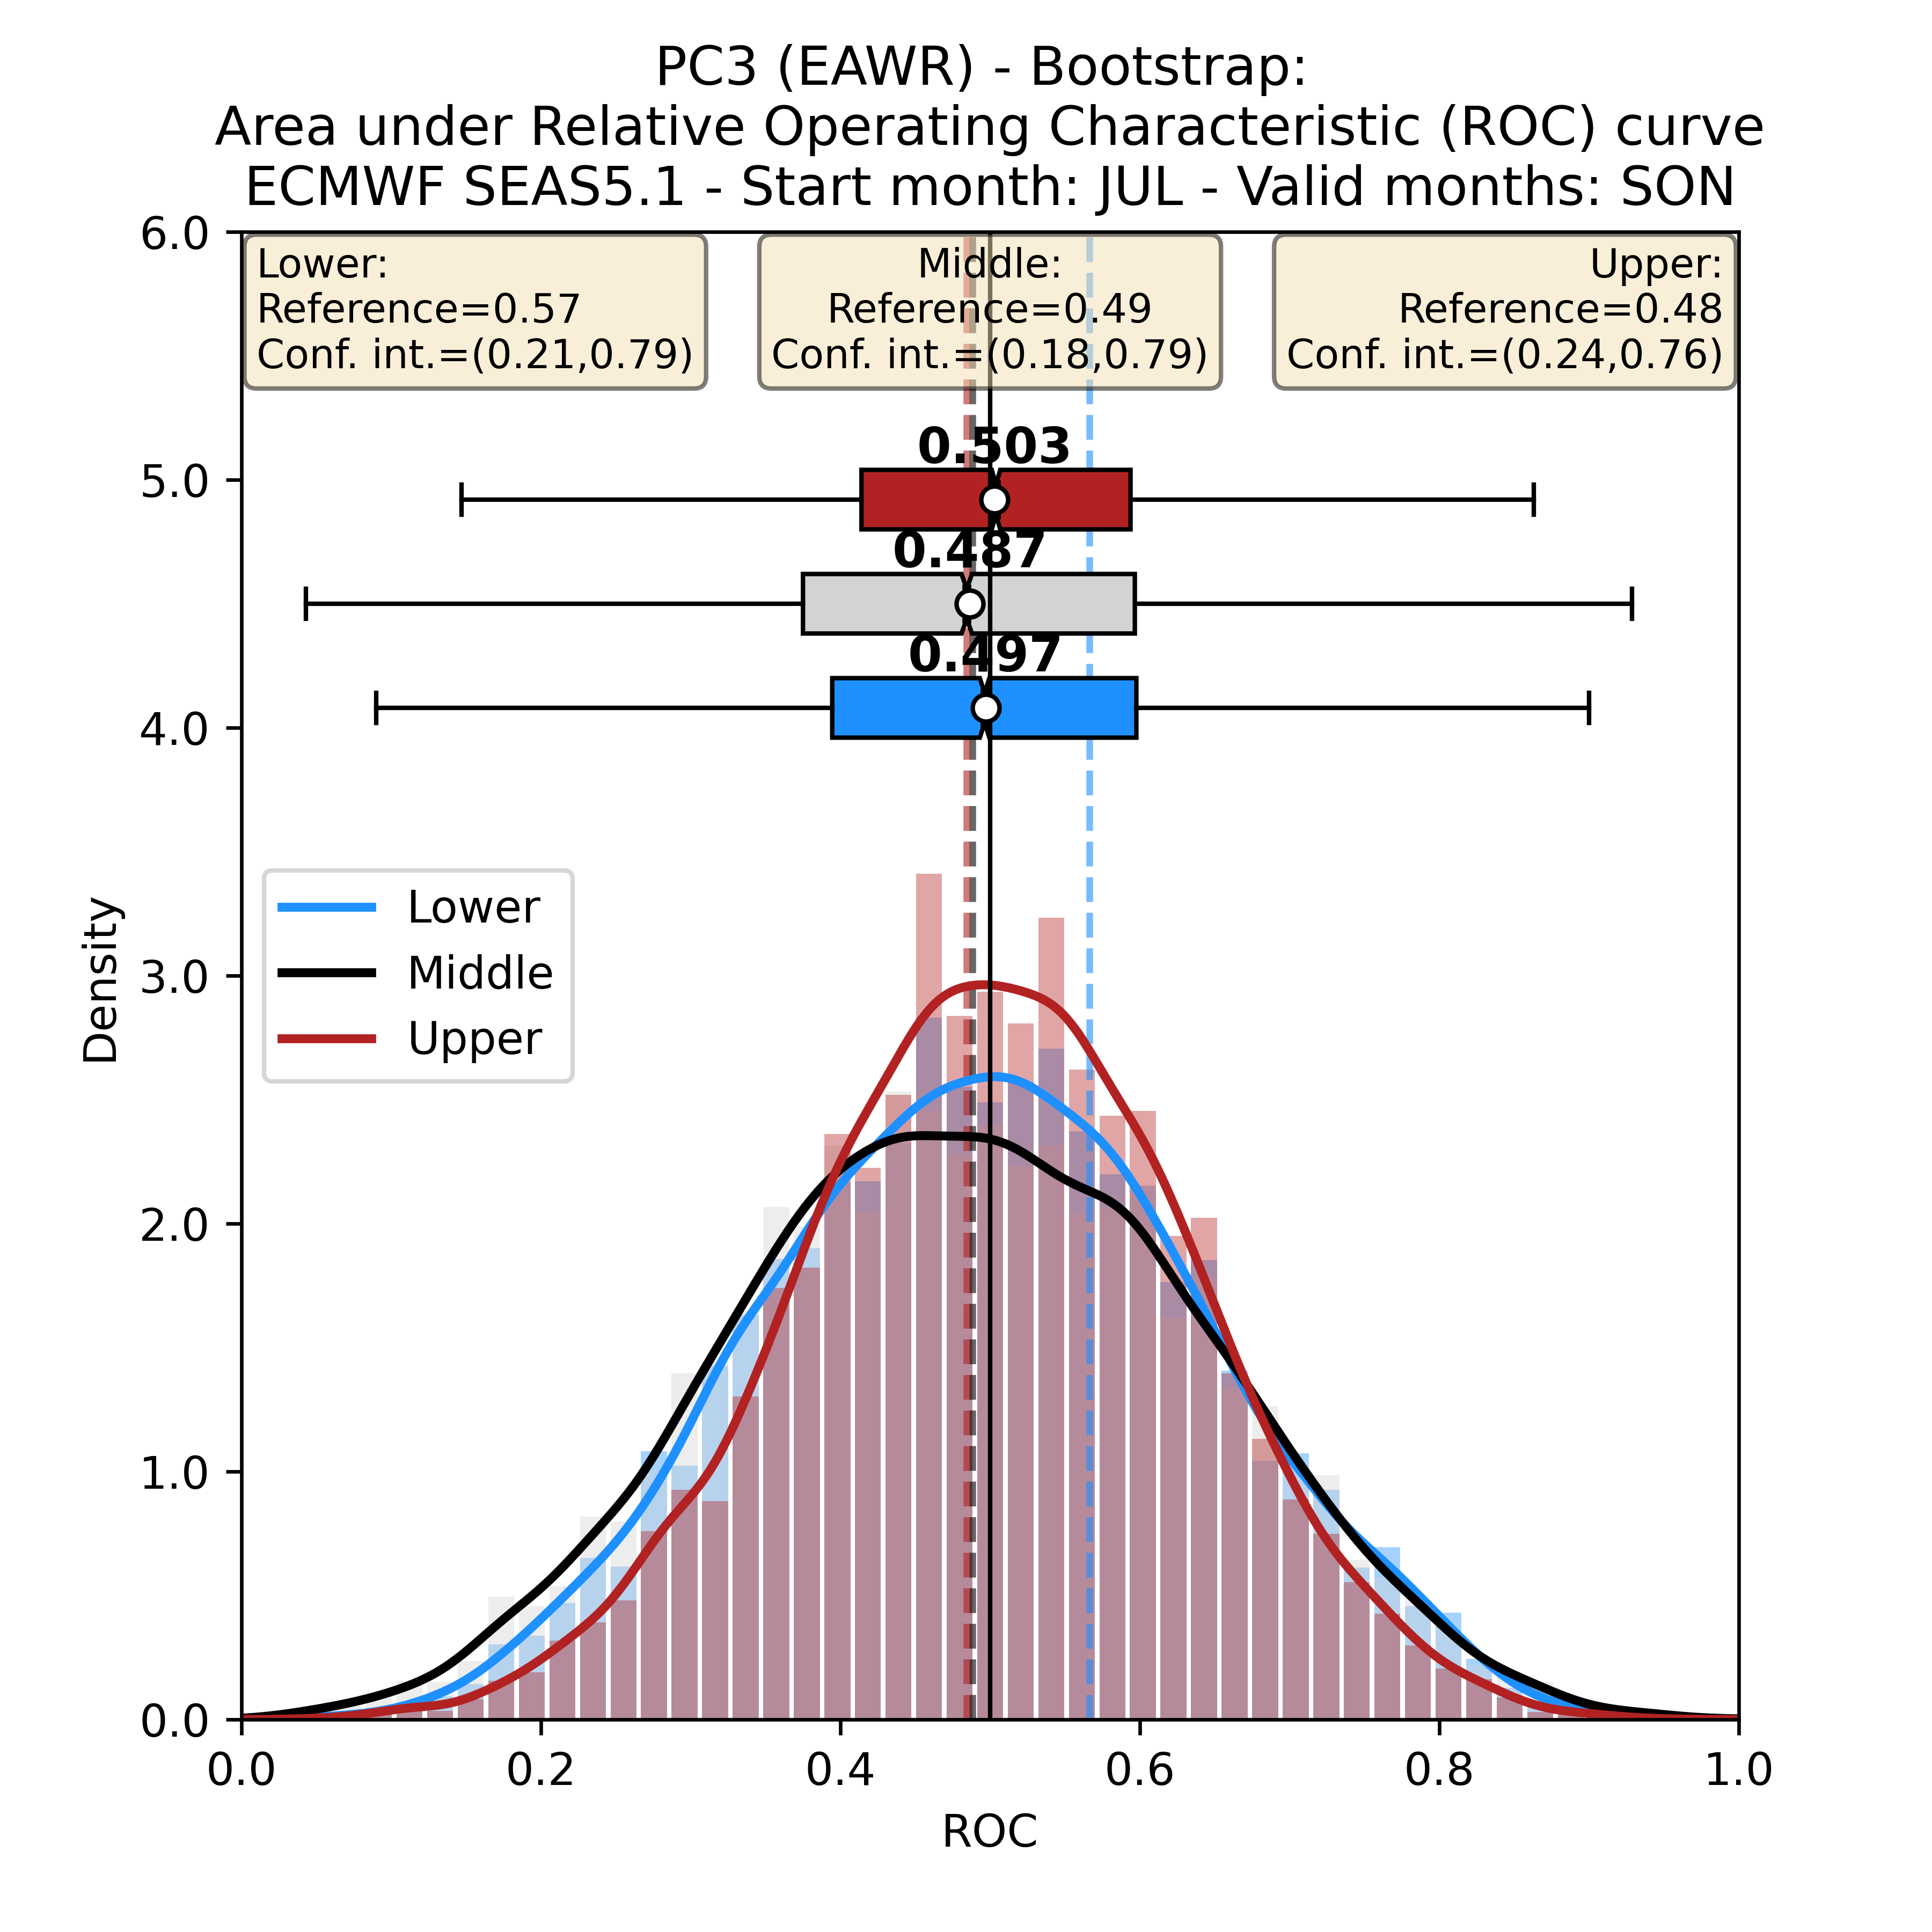 PC3 (EAWR) - Bootstrap:
Area under Relative Operating Characteristic (ROC) curve
ECMWF SEAS5.1 - Start month: JUL - Valid months: SON
Lower:
Reference=0.57
Conf. int.=(0.21,0.79)
Middle:
Reference=0.49
Conf. int.=(0.18,0.79)
Upper:
Reference=0.48
Conf. int.=(0.24,0.76)
0.503
0.487
0.497
Lower
Middle
Upper
Density
6.0
5.0
4.0
3.0
2.0
1.0
0.0
0.0 0.2 0.4 0.6 0.8 1.0
ROC